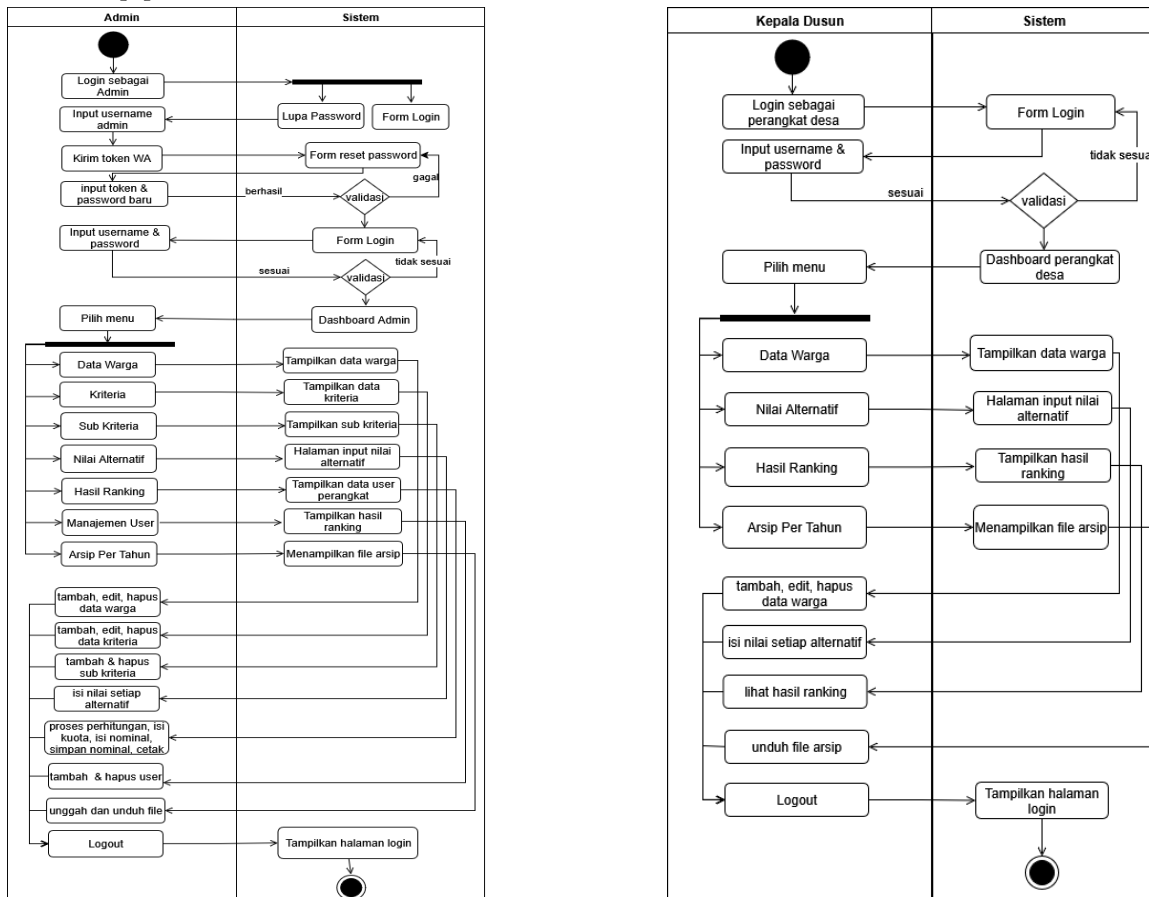 Admin
Sistem
Login sebagai
Admin
Input username
admin
Lupa Password
Form Login
Kirim token WA
Form reset password
gagal
input token &
password baru
berhasil
validasi
Input username &
password
Form Login
tidak sesuai
sesuai
validasi
Pilih menu
Dashboard Admin
Data Warga
Tampilkan data warga
Kriteria
Tampilkan data
kriteria
Sub Kriteria
Tampilkan sub kriteria
Nilai Alternatif
Halaman input nilai
alternatif
Hasil Ranking
Tampilkan data user
perangkat
Manajemen User
Tampilkan hasil
ranking
Arsip Per Tahun
Menampilkan file arsip
tambah, edit, hapus
data warga
tambah, edit, hapus
data kriteria
tambah & hapus
sub kriteria
isi nilai setiap
alternatif
proses perhitungan, isi
kuota, isi nominal,
simpan nominal, cetak
tambah & hapus user
unggah dan unduh file
Logout
Tampilkan halaman login
Kepala Dusun
Sistem
Login sebagai
perangkat desa
Form Login
Input username &
password
tidak sesua
sesuai
validasi
Pilih menu
Dashboard perangkat
desa
Data Warga
Tampilkan data warga
Nilai Alternatif
Halaman input nilai
alternatif
Hasil Ranking
Tampilkan hasil
ranking
Arsip Per Tahun
Menampilkan file arsip
tambah, edit, hapus
data warga
isi nilai setiap alternatif
lihat hasil ranking
unduh file arsip
Logout
Tampilkan halaman
login